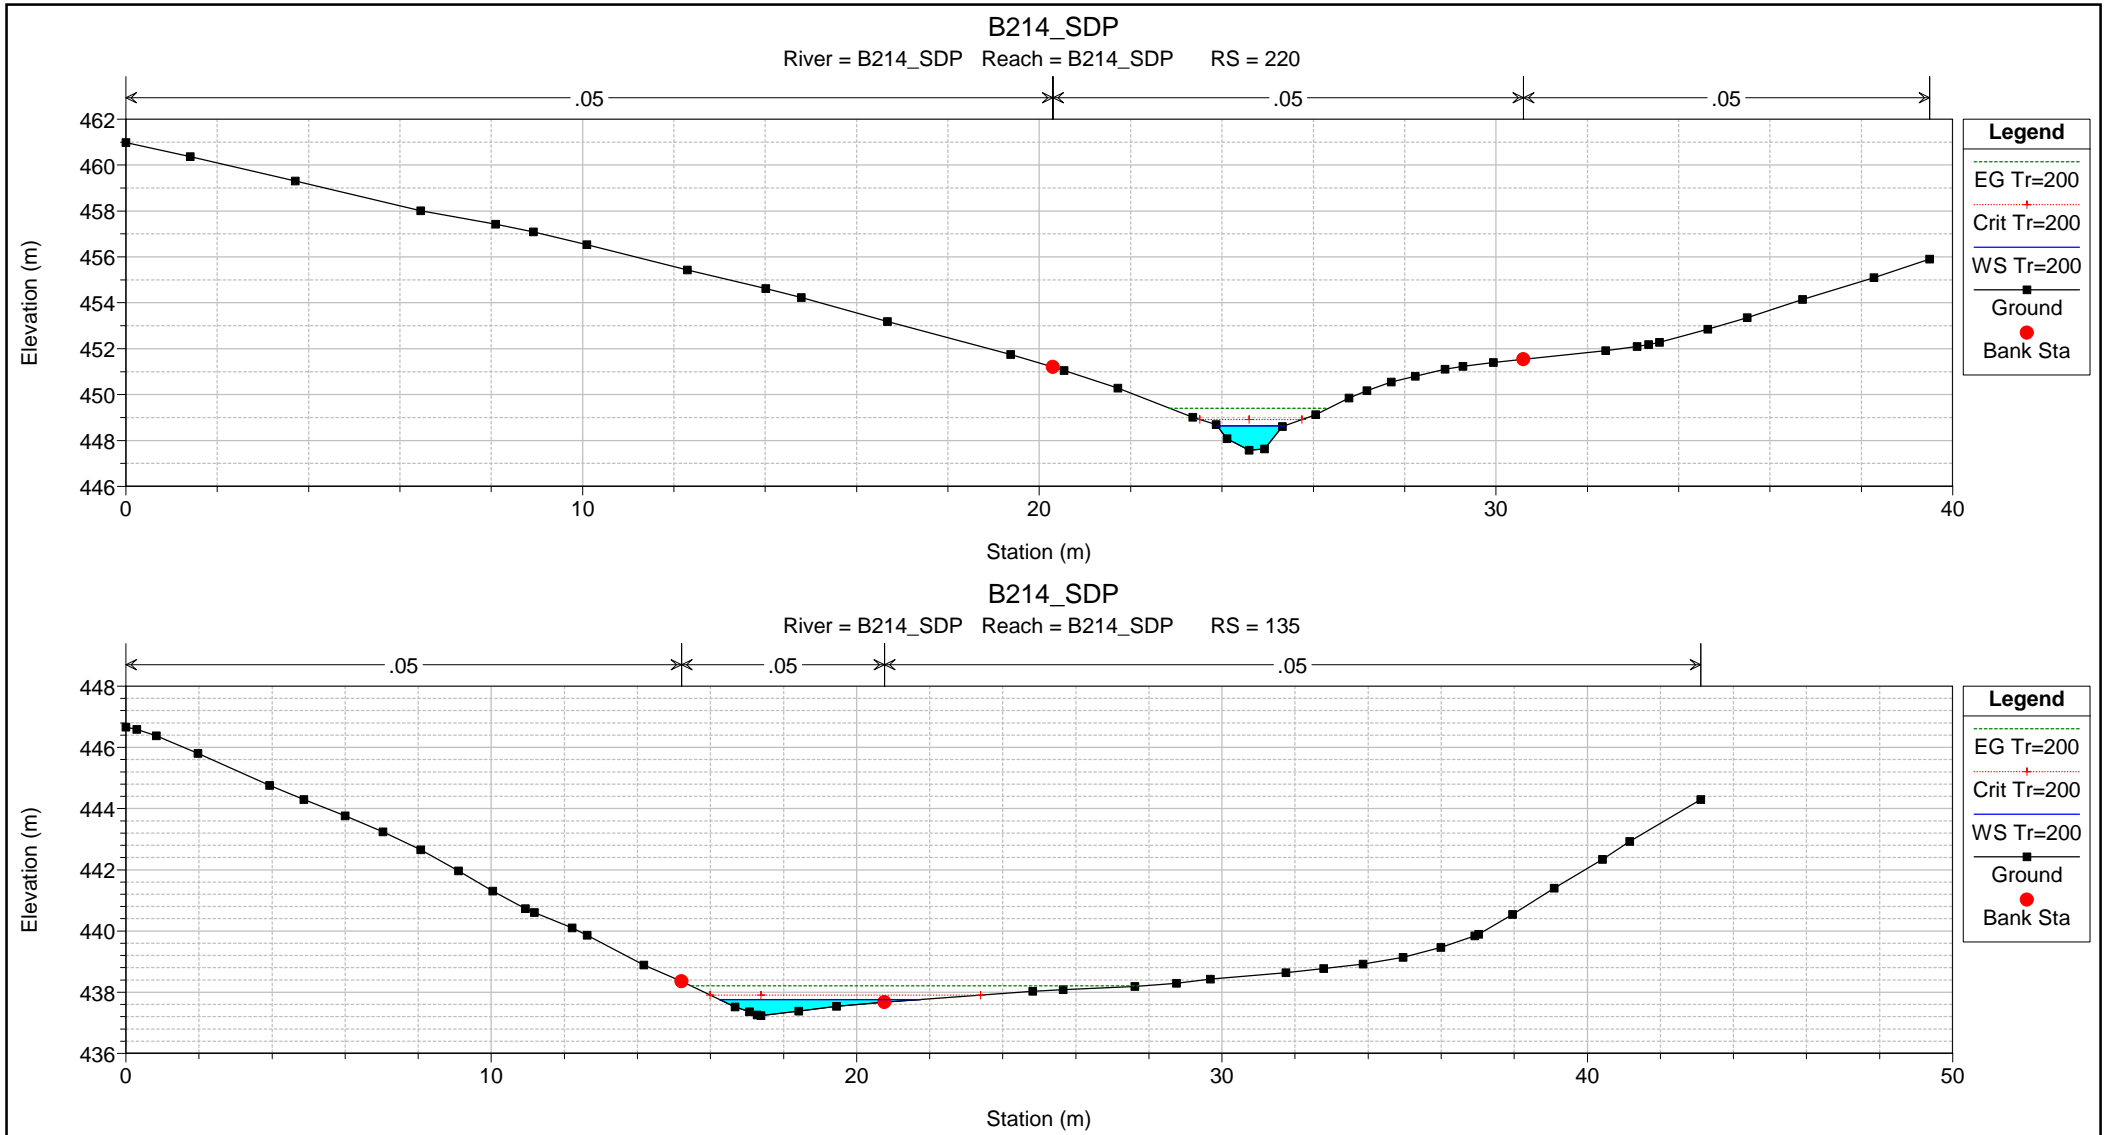 B214_SDP
River = B214_SDP   Reach = B214_SDP      RS = 220
.05 .05 .05
462
460
458
456
454
452
450
448
446
Elevation (m)
0 10 20 30 40
Station (m)
Legend
EG Tr=200
Crit Tr=200
WS Tr=200
Ground
Bank Sta
B214_SDP
River = B214_SDP   Reach = B214_SDP      RS = 135
.05 .05 .05
448
446
444
442
440
438
436
Elevation (m)
0 10 20 30 40 50
Station (m)
Legend
EG Tr=200
Crit Tr=200
WS Tr=200
Ground
Bank Sta